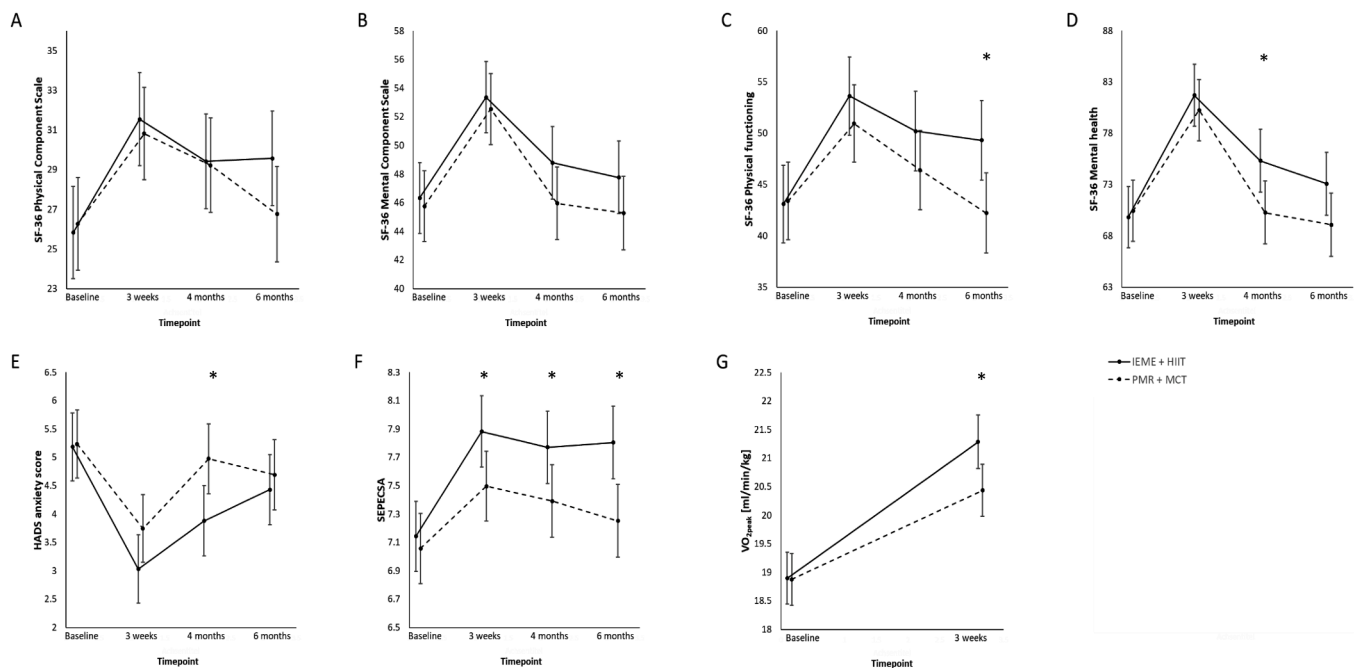 A
SF-36 Physical Component Scale
35
33
31
29
27
25
23
Baseline 3 weeks 4 months 6 months
Timepoint
B
SF-36 Mental Component Scale
58
56
54
52
50
48
46
44
42
40
Baseline 3 weeks 4 months 6 months
Timepoint
C
SF-36 Physical functioning
60
55
50
45
40
35
*
Baseline 3 weeks 4 months 6 months
Timepoint
D
SF-36 Mental health
88
83
78
73
68
63
*
Baseline 3 weeks 4 months 6 months
Timepoint
E
HADS anxiety score
6.5
6
5.5
5
4.5
4
3.5
3
2.5
2
*
Baseline 3 weeks 4 months 6 months
Timepoint
F
SEPECSA
8.3
8.1
7.9
7.7
7.5
7.3
7.1
6.9
6.7
6.5
* * *
Baseline 3 weeks 4 months 6 months
Timepoint
G
VO2peak [ml/min/kg]
22.5
22
21.5
21
20.5
20
19.5
19
18.5
18
*
Baseline 3 weeks
Timepoint
IEME + HIIT
PMR + MCT